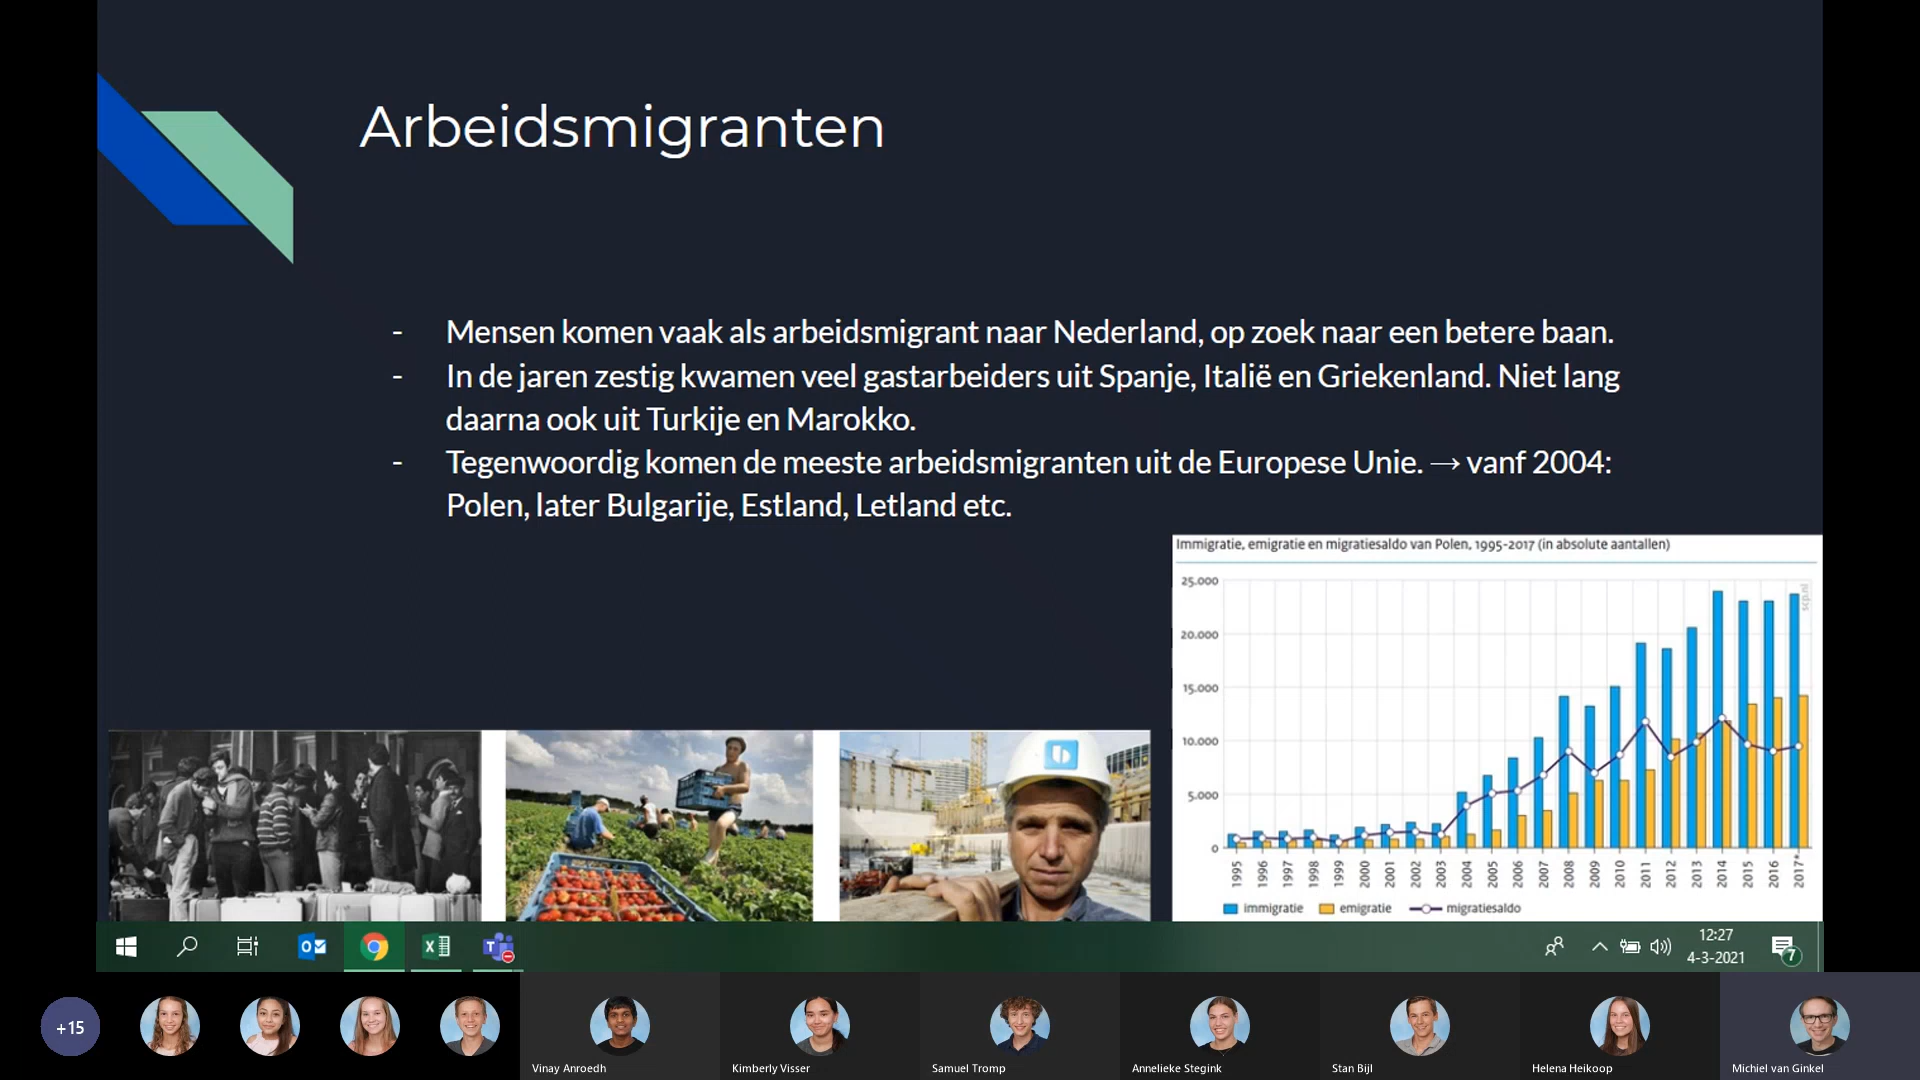 Arbeidsmigranten
- Mensen komen vaak als arbeidsmigrant naar Nederland, op zoek naar een betere baan.
- In de jaren zestig kwamen veel gastarbeiders uit Spanje, Italië en Griekenland. Niet lang
daarna ook uit Turkije en Marokko.
- Tegenwoordig komen de meeste arbeidsmigranten uit de Europese Unie. → vanf 2004:
Polen, later Bulgarije, Estland, Letland etc.
Immigratie, emigratie en migratiesaldo van Polen, 1995-2017 (in absolute aantallen)
25.000
20.000
15.000
10.000
5.000
0
scp.nl
1995 1996 1997 1998 1999 2000 2001 2002 2003 2004 2005 2006 2007 2008 2009 2010 2011 2012 2013 2014 2015 2016 2017*
immigratie emigratie migratiesaldo
12:27
4-3-2021
7
+15
Vinay Anroedh
Kimberly Visser
Samuel Tromp
Annelieke Stegink
Stan Bijl
Helena Heikoop
Michiel van Ginkel